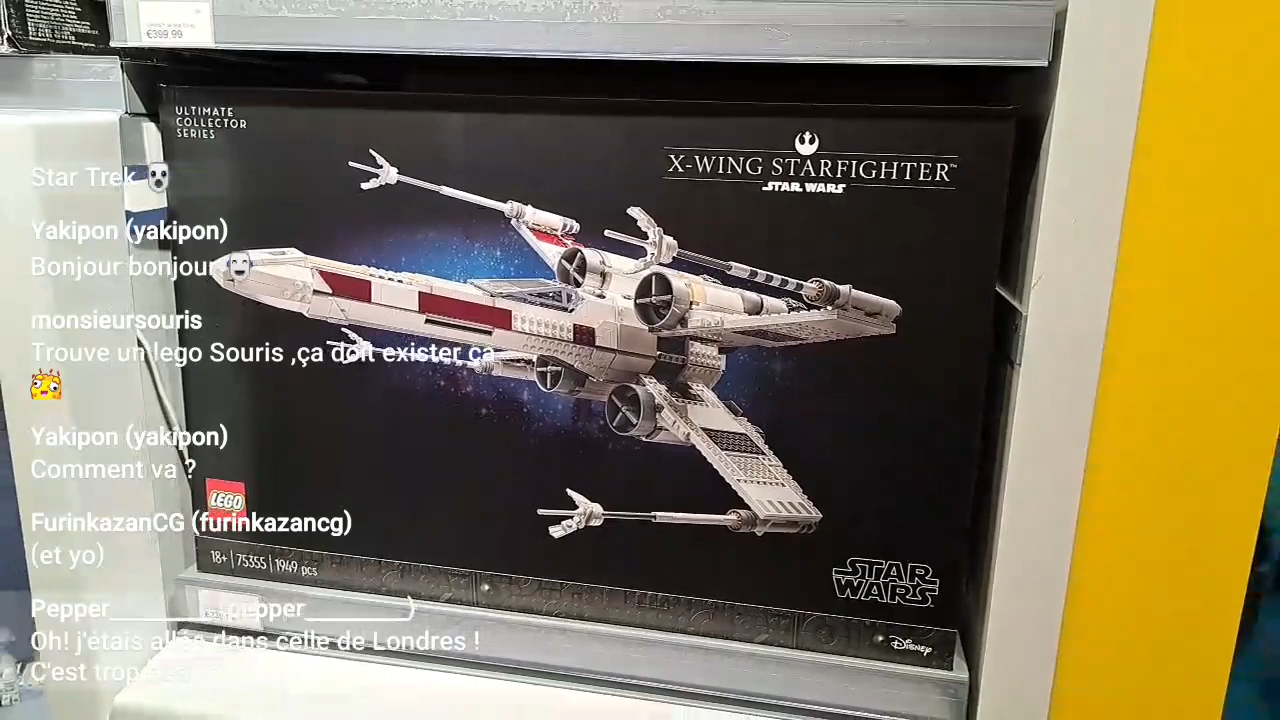 €399.99
ULTIMATE
COLLECTOR
SERIES
X-WING STARFIGHTER™
STAR WARS
Star Trek
Yakipon (yakipon)
Bonjour bonjour
monsieursouris
Trouve un lego Souris ,ça doit exister ça
Yakipon (yakipon)
Comment va ?
LEGO
FurinkazanCG (furinkazancg)
(et yo)
18+ | 75355 | 1949 pcs
STAR
WARS
Pepper
Oh! j'étais allée dans celle de Londres !
C'est trop
Disney